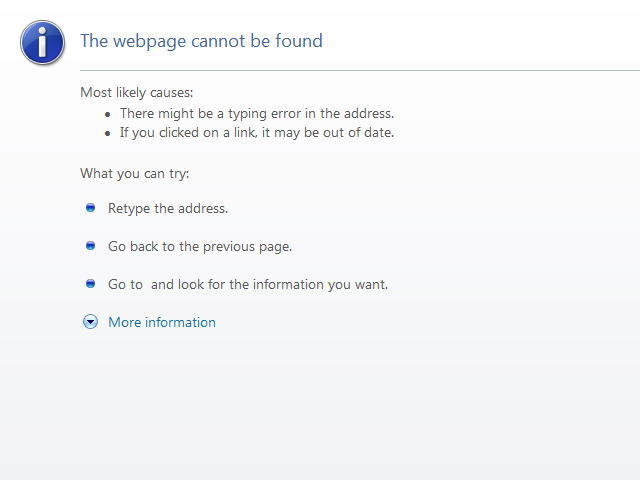 The webpage cannot be found
Most likely causes:
There might be a typing error in the address.
If you clicked on a link, it may be out of date.
What you can try:
Retype the address.
Go back to the previous page.
Go to  and look for the information you want.
More information